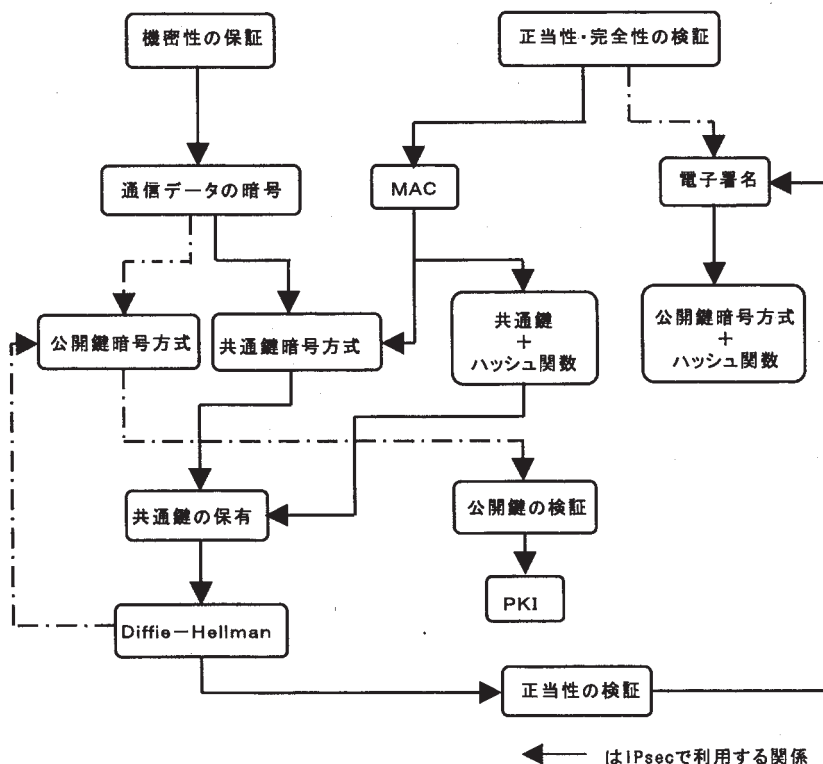 機密性の保証
正当性・完全性の検証
通信データの暗号
MAC
電子署名
公開鍵暗号方式
共通鍵暗号方式
共通鍵
+
ハッシュ関数
公開鍵暗号方式
+
ハッシュ関数
共通鍵の保有
公開鍵の検証
PKI
Diffie－Hellman
正当性の検証
はIPsecで利用する関係